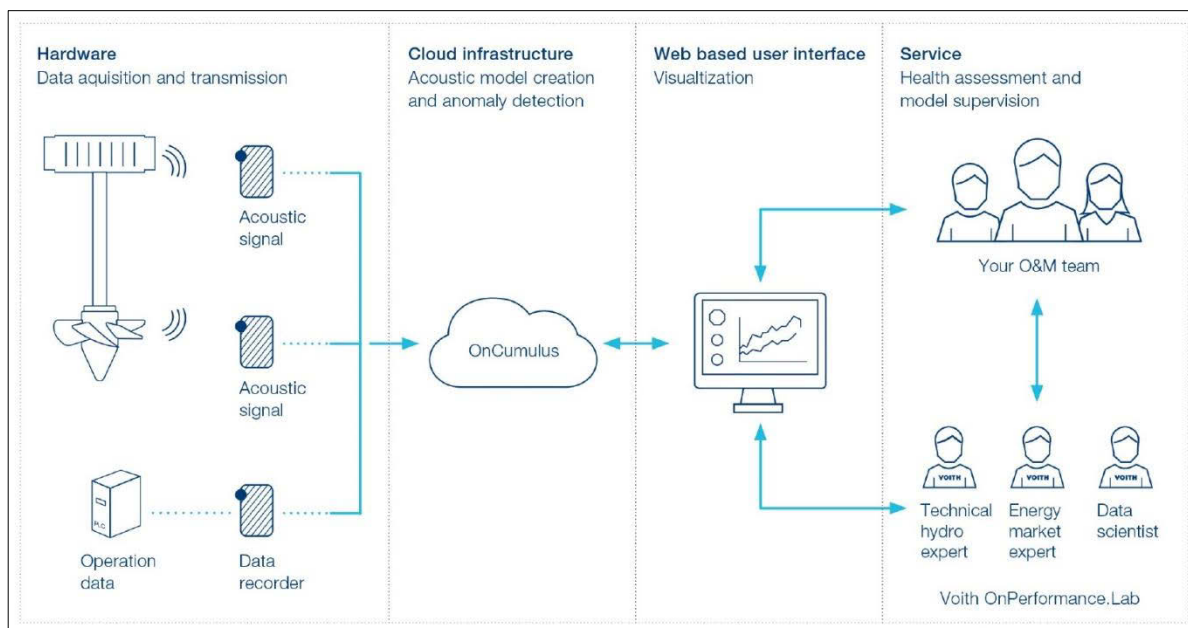 Hardware
Data aquisition and transmission
Acoustic
signal
Acoustic
signal
PLC
Operation
data
Data
recorder
Cloud infrastructure
Acoustic model creation
and anomaly detection
OnCumulus
Web based user interface
Visualtization
Service
Health assessment and
model supervision
Your O&M team
VOITH
VOITH
VOITH
Technical
hydro
expert
Energy
market
expert
Data
scientist
Voith OnPerformance.Lab